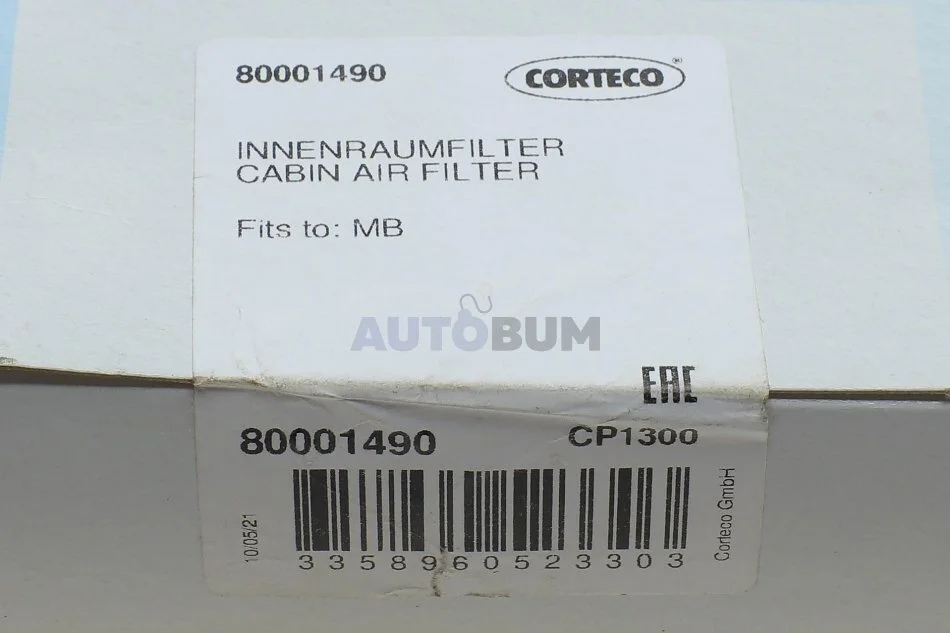 80001490
CORTECO®
INNENRAUMFILTER
CABIN AIR FILTER
Fits to: MB
AUTOBUM
EAC
80001490
CP1300
10/05/21
Corteco GmbH
3358960523303